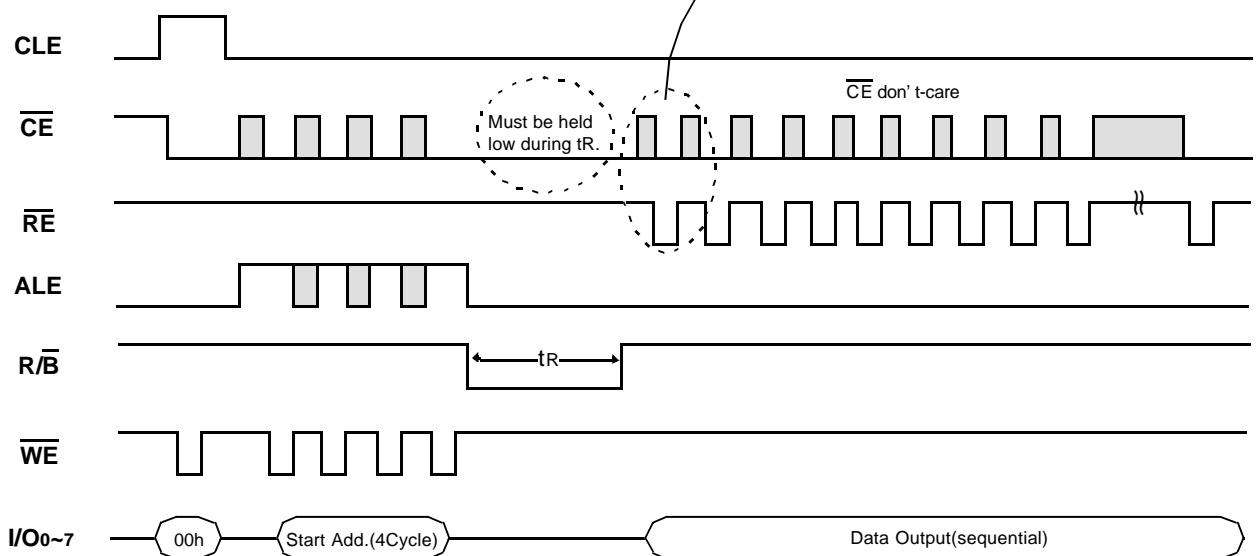 CLE
CE don' t-care
CE
Must be held
low during tR.
RE
ALE
R/B
tR
WE
I/O0~7
00h
Start Add.(4Cycle)
Data Output(sequential)